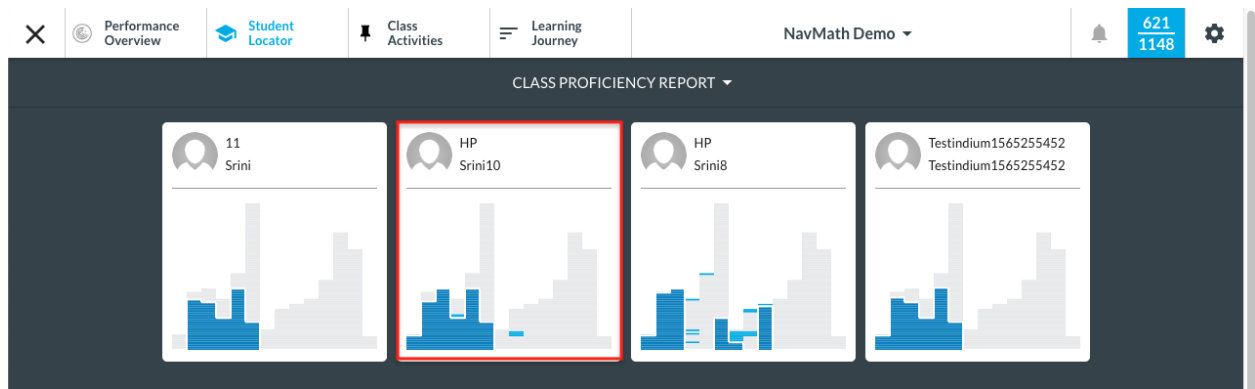 Performance
Overview
Student
Locator
Class
Activities
Learning
Journey
NavMath Demo
621
1148
CLASS PROFICIENCY REPORT
11
Srini
HP
Srini10
HP
Srini8
Testindium1565255452
Testindium1565255452